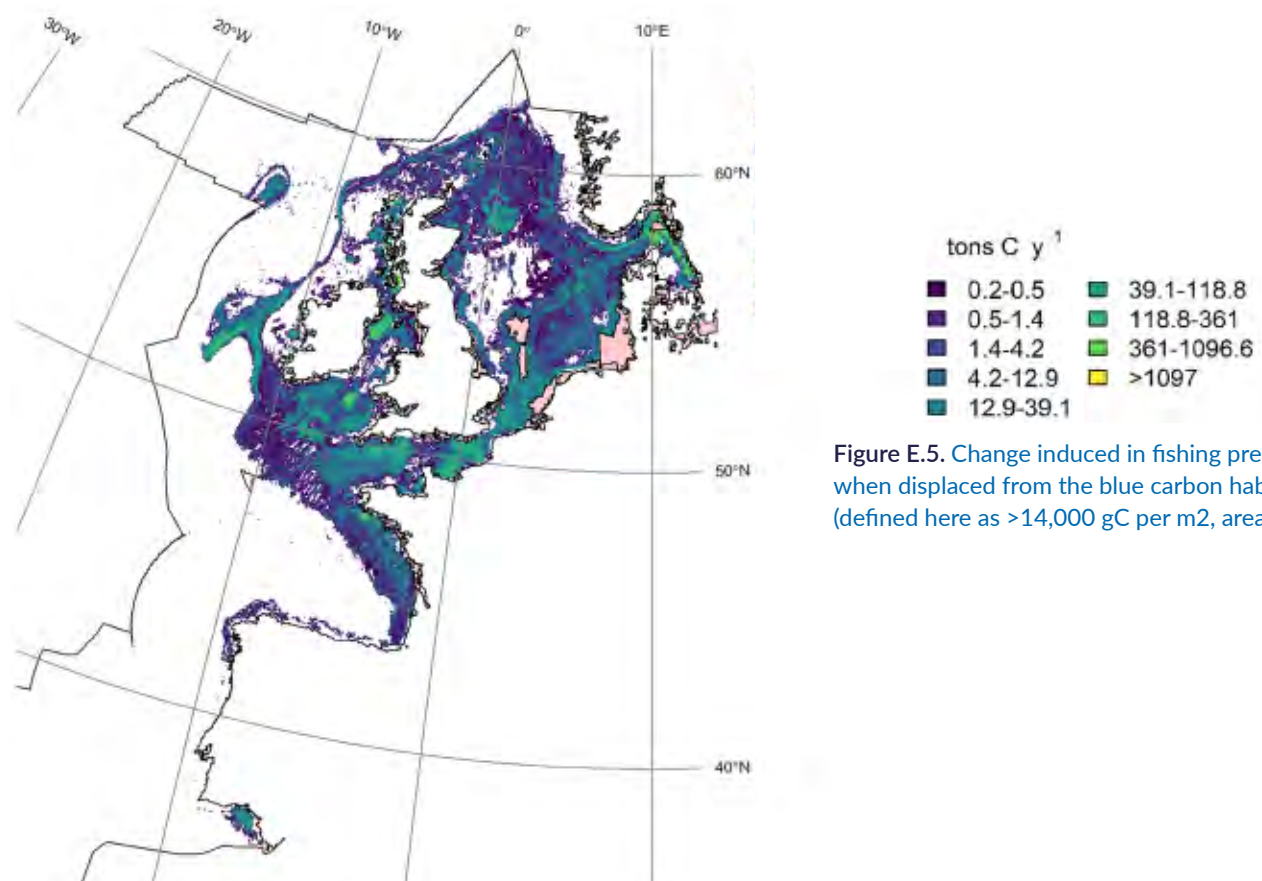 30°W
20°W
10°W
0°
10°E
60°N
50°N
40°N
tons C y 1
0.2-0.5
0.5-1.4
1.4-4.2
4.2-12.9
12.9-39.1
39.1-118.8
118.8-361
361-1096.6
>1097
Figure E.5. Change induced in fishing pre
when displaced from the blue carbon hab
(defined here as >14,000 gC per m2, area